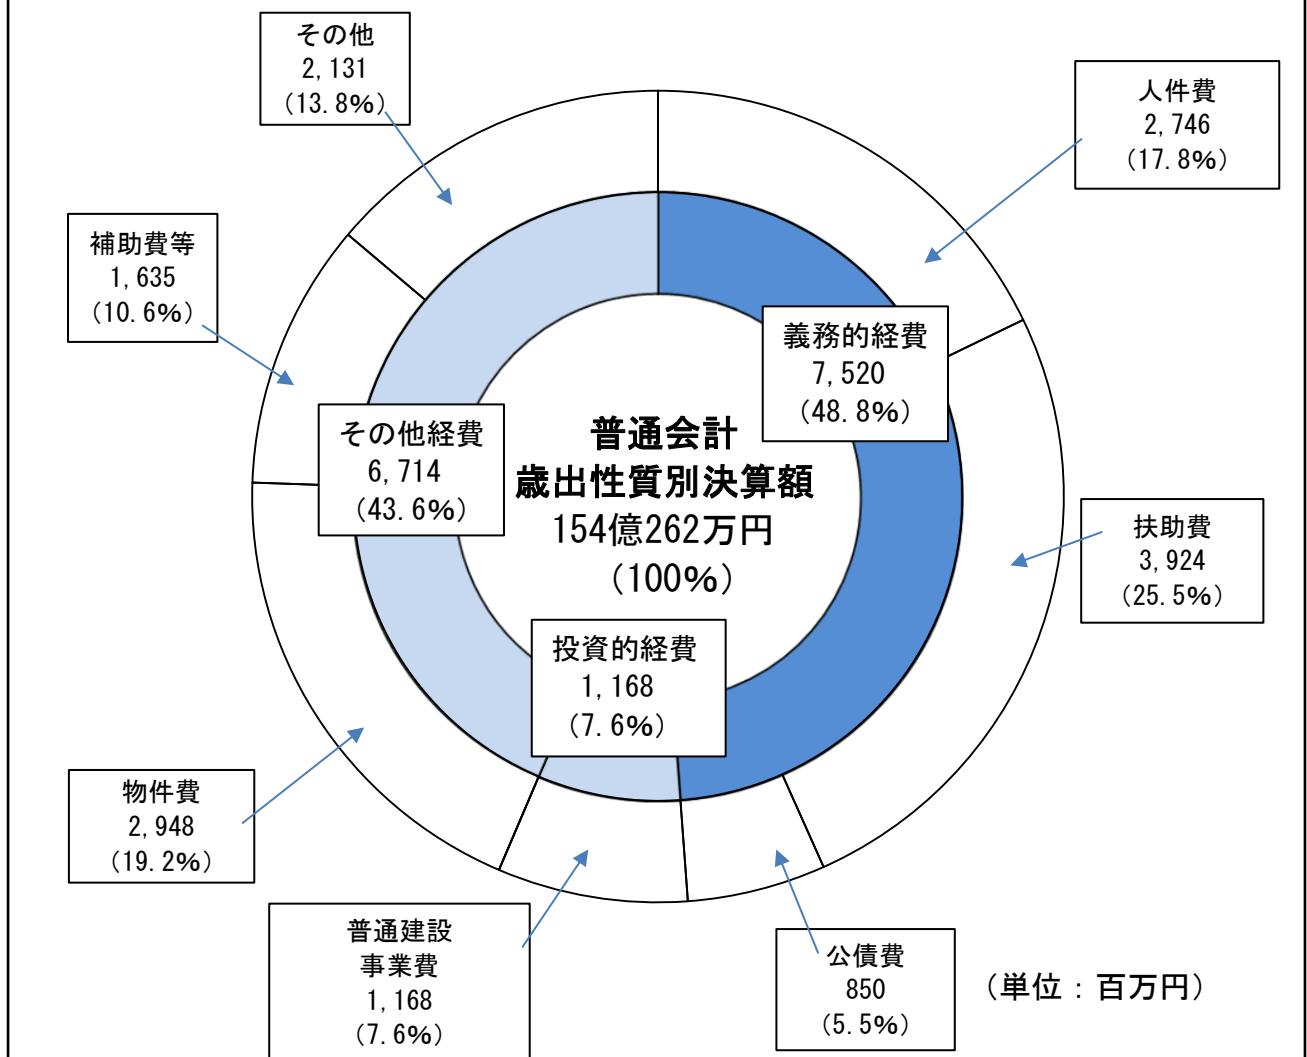 その他
2,131
(13.8%)
人件費
2,746
(17.8%)
補助費等
1,635
(10.6%)
義務的経費
7,520
(48.8%)
その他経費
6,714
(43.6%)
普通会計
歳出性質別決算額
154億262万円
(100%)
扶助費
3,924
(25.5%)
投資的経費
1,168
(7.6%)
物件費
2,948
(19.2%)
普通建設
事業費
1,168
(7.6%)
公債費
850
(5.5%)
(単位:百万円)